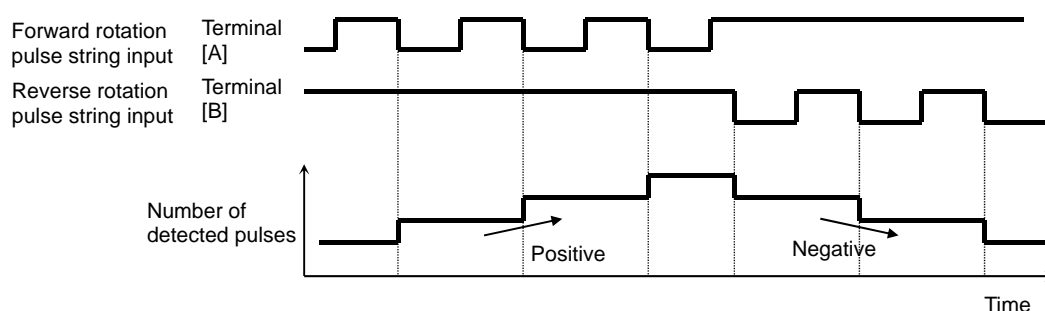 Forward rotation
pulse string input
Terminal
[A]
Reverse rotation
pulse string input
Terminal
[B]
Number of
detected pulses
Positive
Negative
Time